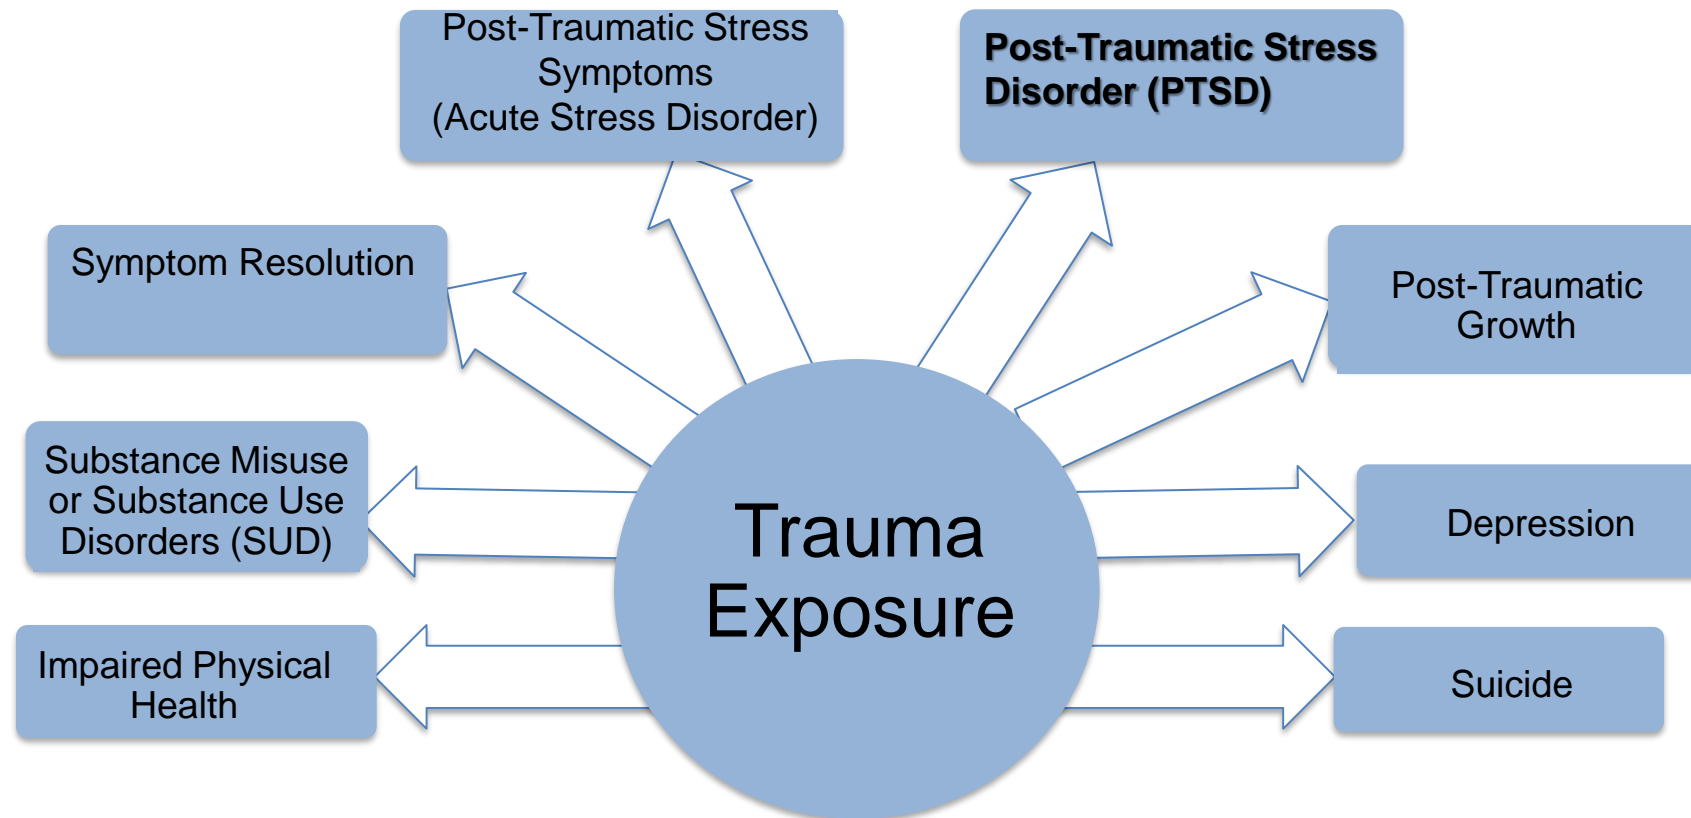 Post-Traumatic Stress
Symptoms
(Acute Stress Disorder)
Post-Traumatic Stress
Disorder (PTSD)
Symptom Resolution
Post-Traumatic
Growth
Substance Misuse
or Substance Use
Disorders (SUD)
Trauma
Exposure
Depression
Impaired Physical
Health
Suicide